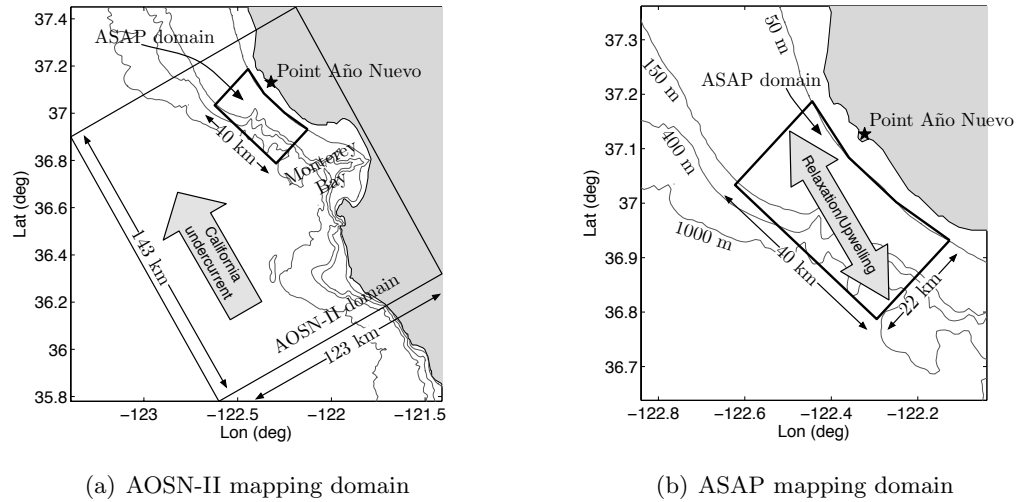 37.4
37.2
37
36.8
36.6
36.4
36.2
36
35.8
Lat (deg)
−123
−122.5
−122
−121.5
Lon (deg)
ASAP domain
Point Año Nuevo
40 km
Monterey
Bay
California
undercurrent
143 km
AOSN-II domain
123 km
(a) AOSN-II mapping domain
37.3
37.2
37.1
37
36.9
36.8
36.7
Lat (deg)
−122.8
−122.6
−122.4
−122.2
Lon (deg)
50 m
150 m
400 m
1000 m
ASAP domain
Point Año Nuevo
Relaxation/Upwelling
40 km
22 km
(b) ASAP mapping domain